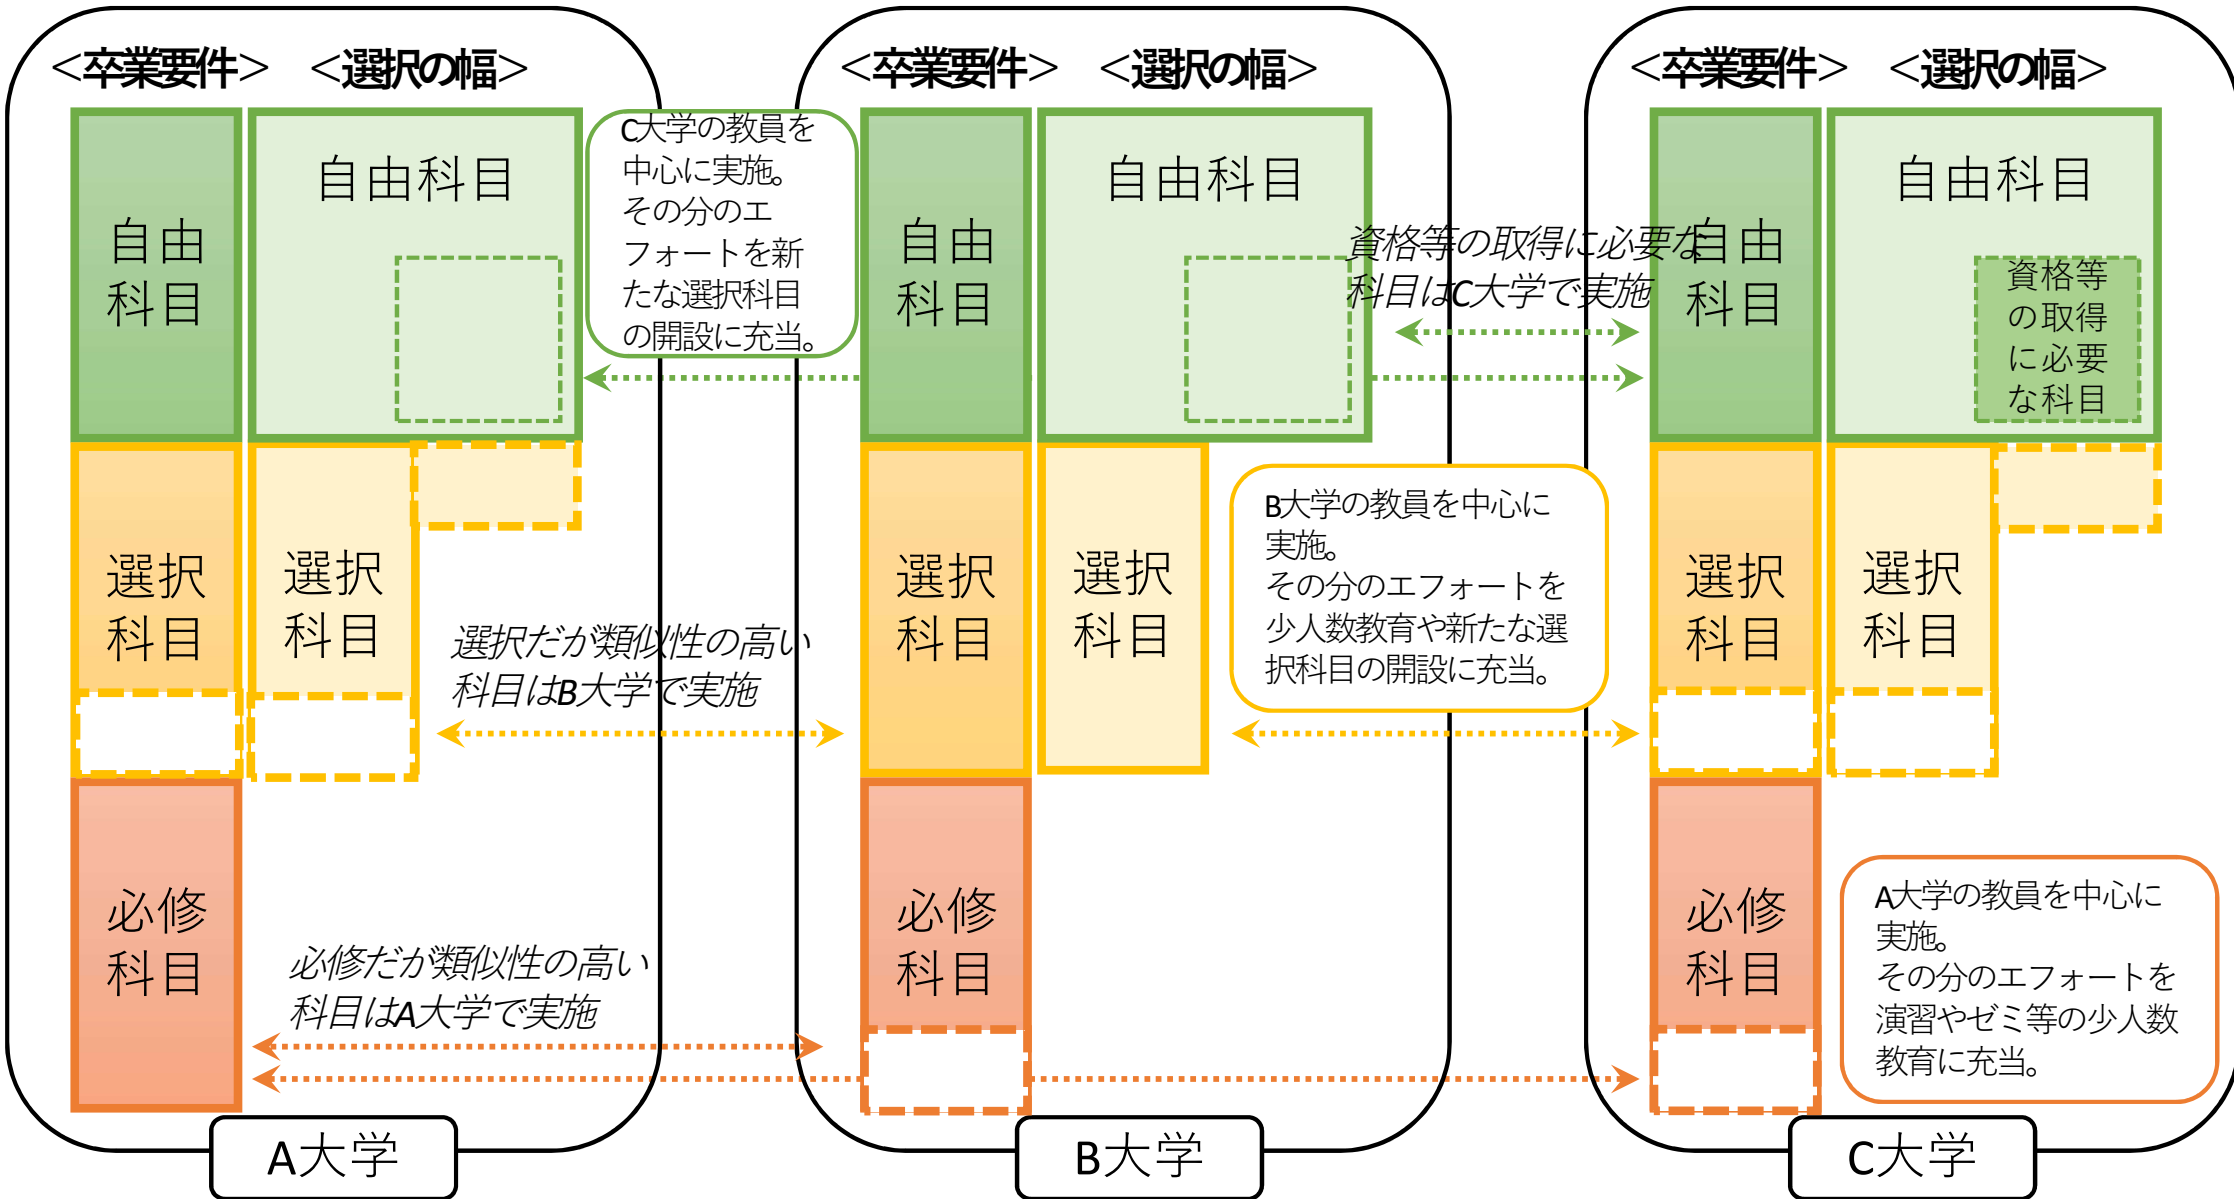 <卒業要件>
<選択の幅>
自由
科目
自由科目
選択
科目
選択
科目
必修
科目
C大学の教員を
中心に実施。
その分のエ
フォートを新
たな選択科目
の開設に充当。
選択だが類似性の高い
科目はB大学で実施
必修だが類似性の高い
科目はA大学で実施
A大学
<卒業要件>
<選択の幅>
自由
科目
自由科目
選択
科目
選択
科目
必修
科目
資格等の取得に必要な
科目はC大学で実施
B大学の教員を中心に
実施。
その分のエフォートを
少人数教育や新たな選
択科目の開設に充当。
B大学
<卒業要件>
<選択の幅>
自由
科目
自由科目
資格等
の取得
に必要
な科目
選択
科目
選択
科目
必修
科目
A大学の教員を中心に
実施。
その分のエフォートを
演習やゼミ等の少人数
教育に充当。
C大学